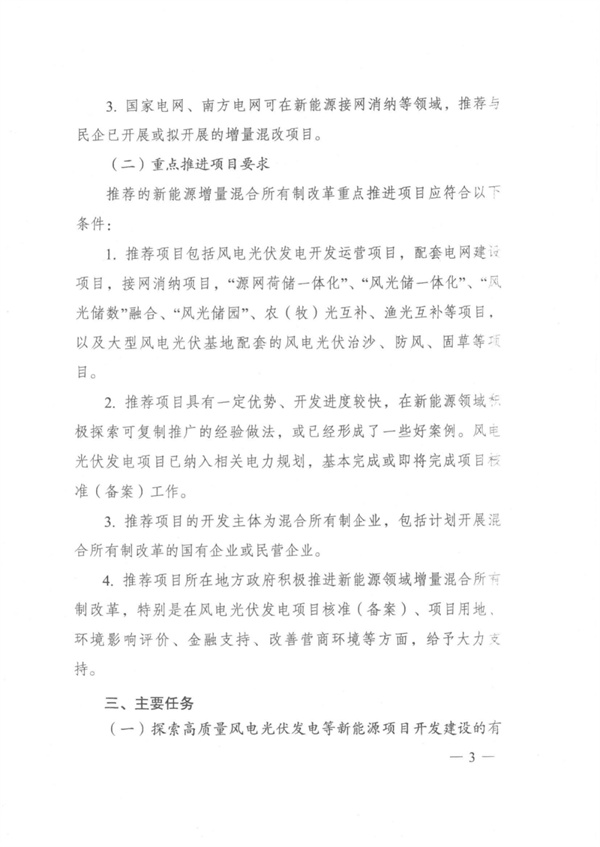 3. 国家电网、南方电网可在新能源接网消纳等领域，推荐与
民企已开展或拟开展的增量混改项目。
（二）重点推进项目要求
推荐的新能源增量混合所有制改革重点推进项目应符合以下
条件：
1. 推荐项目包括风电光伏发电开发运营项目，配套电网建设
项目，接网消纳项目，“源网荷储一体化”、“风光储一体化”、“风
光储数”融合、“风光储园”、农（牧）光互补、渔光互补等项目，
以及大型风电光伏基地配套的风电光伏治沙、防风、固草等项
目。
2. 推荐项目具有一定优势、开发进度较快，在新能源领域积
极探索可复制推广的经验做法，或已经形成了一些好案例。风电
光伏发电项目已纳入相关电力规划，基本完成或即将完成项目核
准（备案）工作。
3. 推荐项目的开发主体为混合所有制企业，包括计划开展混
合所有制改革的国有企业或民营企业。
4. 推荐项目所在地方政府积极推进新能源领域增量混合所有
制改革，特别是在风电光伏发电项目核准（备案）、项目用地、
环境影响评价、金融支持、改善营商环境等方面，给予大力支
持。
三、主要任务
（一）探索高质量风电光伏发电等新能源项目开发建设的有
— 3 —